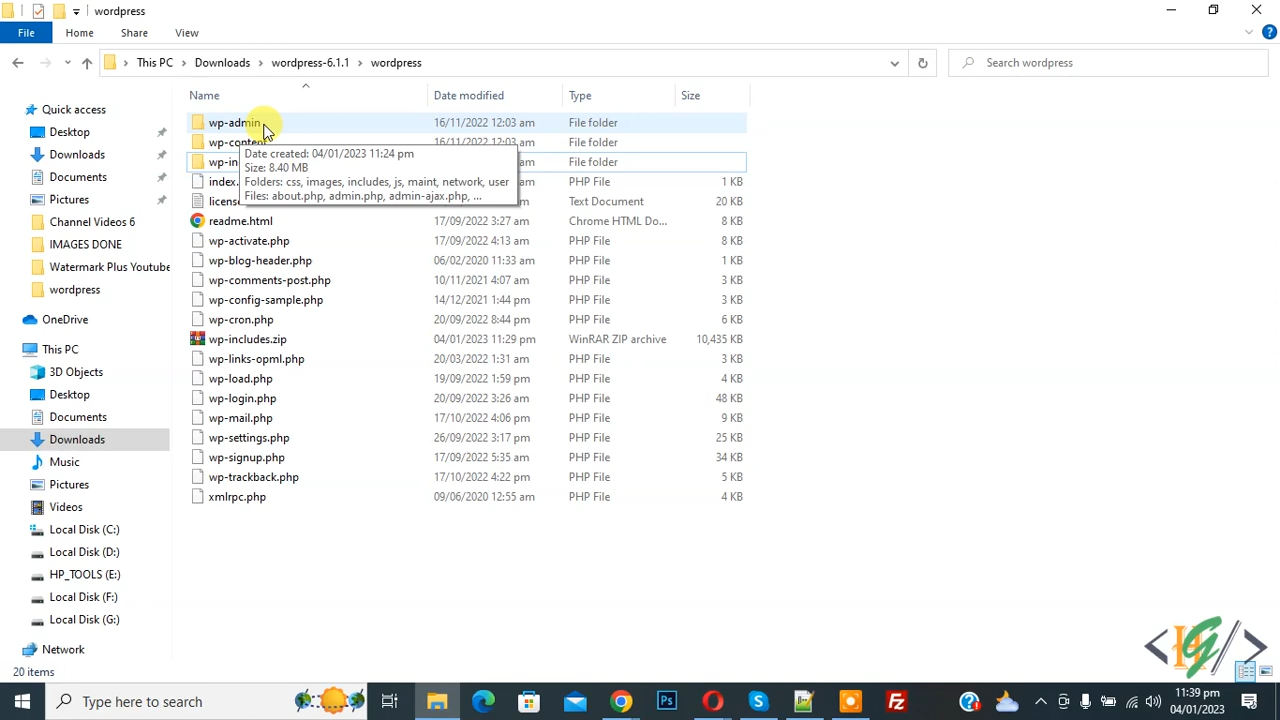 wordpress
File Home Share View
This PC Downloads wordpress-6.1.1 wordpress
Search wordpress
Name Date modified Type Size
Quick access
Desktop
Downloads
Documents
Pictures
Channel Videos 6
IMAGES DONE
Watermark Plus Youtube
wordpress
OneDrive
This PC
3D Objects
Desktop
Documents
Downloads
Music
Pictures
Videos
Local Disk (C:)
Local Disk (D:)
HP_TOOLS (E:)
Local Disk (F:)
Local Disk (G:)
Network
wp-admin 16/11/2022 12:03 am File folder
wp-content 16/11/2022 12:03 am File folder
wp-in am File folder
index. am PHP File 1 KB
license am Text Document 20 KB
Date created: 04/01/2023 11:24 pm
Size: 8.40 MB
Folders: css, images, includes, js, maint, network, user
Files: about.php, admin.php, admin-ajax.php, ...
readme.html 17/09/2022 3:27 am Chrome HTML Do... 8 KB
wp-activate.php 17/09/2022 4:13 am PHP File 8 KB
wp-blog-header.php 06/02/2020 11:33 am PHP File 1 KB
wp-comments-post.php 10/11/2021 4:07 am PHP File 3 KB
wp-config-sample.php 14/12/2021 1:44 pm PHP File 3 KB
wp-cron.php 20/09/2022 8:44 pm PHP File 6 KB
wp-includes.zip 04/01/2023 11:29 pm WinRAR ZIP archive 10,435 KB
wp-links-opml.php 20/03/2022 1:31 am PHP File 3 KB
wp-load.php 19/09/2022 1:59 pm PHP File 4 KB
wp-login.php 20/09/2022 3:26 am PHP File 48 KB
wp-mail.php 17/10/2022 4:06 pm PHP File 9 KB
wp-settings.php 26/09/2022 3:17 pm PHP File 25 KB
wp-signup.php 17/09/2022 5:35 am PHP File 34 KB
wp-trackback.php 17/10/2022 4:22 pm PHP File 5 KB
xmlrpc.php 09/06/2020 12:55 am PHP File 4 KB
20 items
Type here to search
11:39 pm
04/01/2023